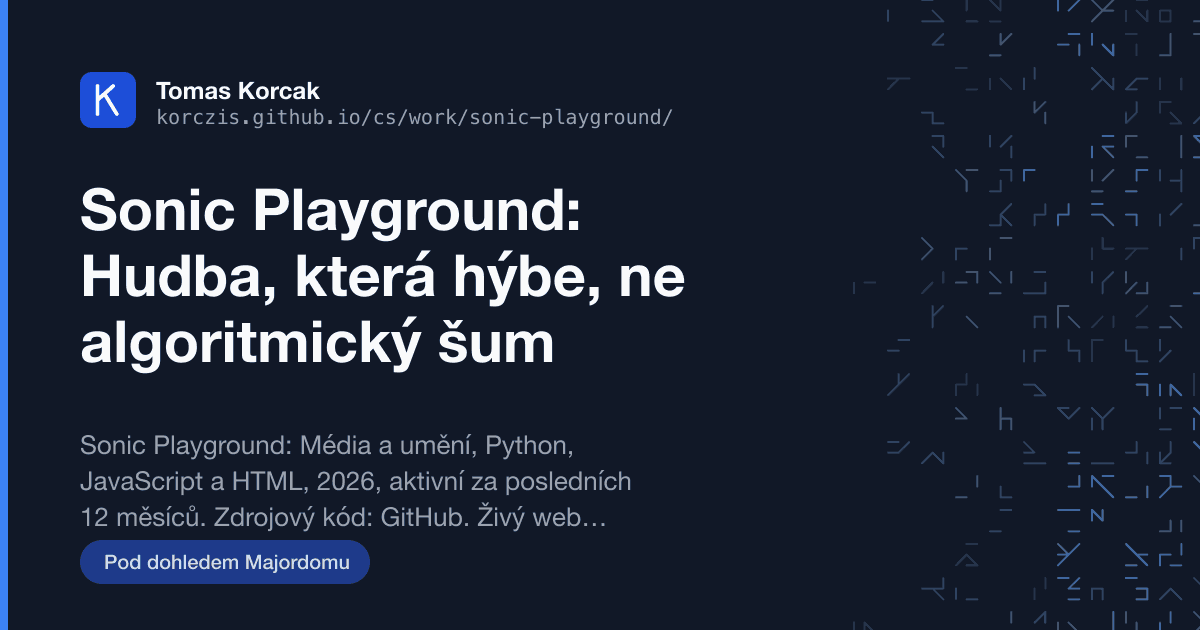 K
Tomas Korcak
korczis.github.io/cs/work/sonic-playground/
Sonic Playground:
Hudba, která hýbe, ne
algoritmický šum
Sonic Playground: Média a umění, Python,
JavaScript a HTML, 2026, aktivní za posledních
12 měsíců. Zdrojový kód: GitHub. Živý web…
Pod dohledem Majordomu